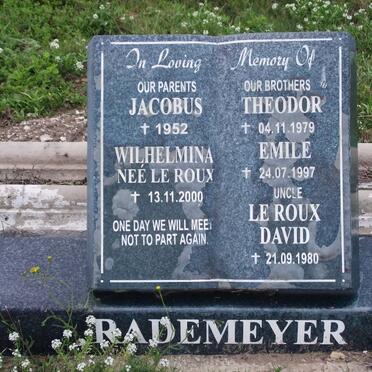 In Loving
OUR PARENTS
JACOBUS
✝ 1952
WILHELMINA
NEÉ LE ROUX
✝ 13.11.2000
ONE DAY WE WILL MEET
NOT TO PART AGAIN
Memory Of
OUR BROTHERS
THEODOR
✝ 04.11.1979
EMILE
✝ 24.07.1997
UNCLE
LE ROUX
DAVID
✝ 21.09.1980
RADEMEYER